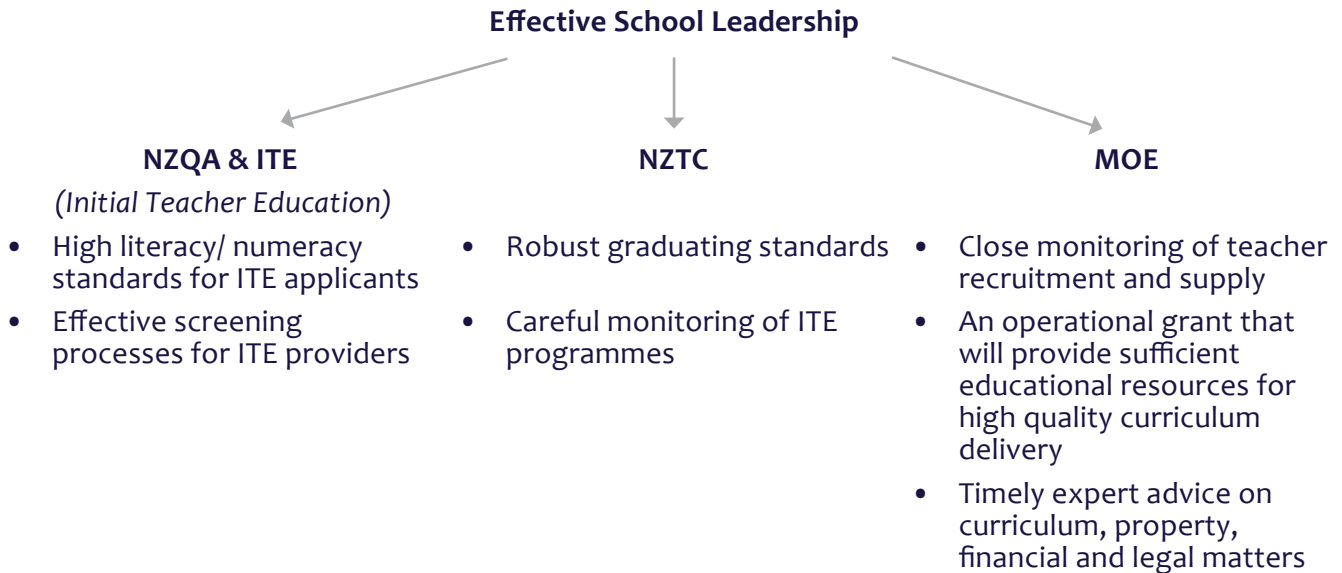 Effective School Leadership
NZQA & ITE
(Initial Teacher Education)
• High literacy/ numeracy
standards for ITE applicants
• Effective screening
processes for ITE providers
NZTC
• Robust graduating standards
• Careful monitoring of ITE
programmes
MOE
• Close monitoring of teacher
recruitment and supply
• An operational grant that
will provide sufficient
educational resources for
high quality curriculum
delivery
• Timely expert advice on
curriculum, property,
financial and legal matters